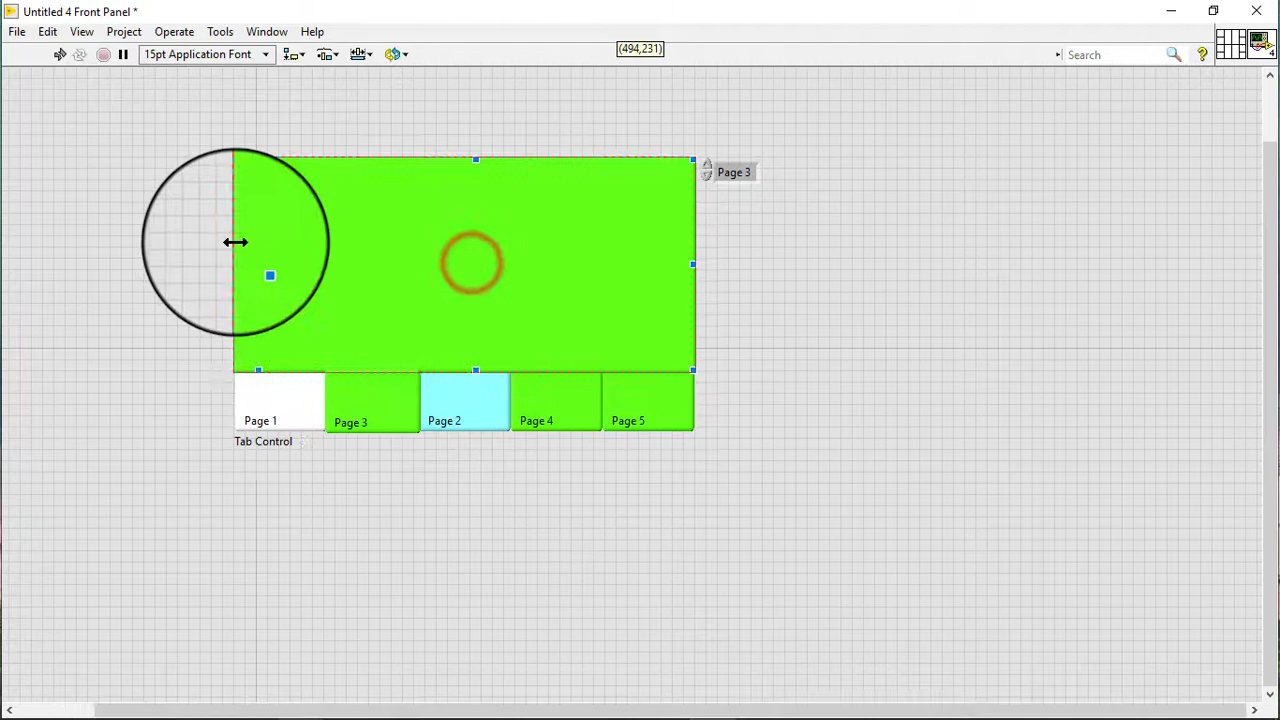 Untitled 4 Front Panel *
File Edit View Project Operate Tools Window Help
15pt Application Font
(494,231)
Search
?
4
Page 3
Page 1
Page 3
Page 2
Page 4
Page 5
Tab Control